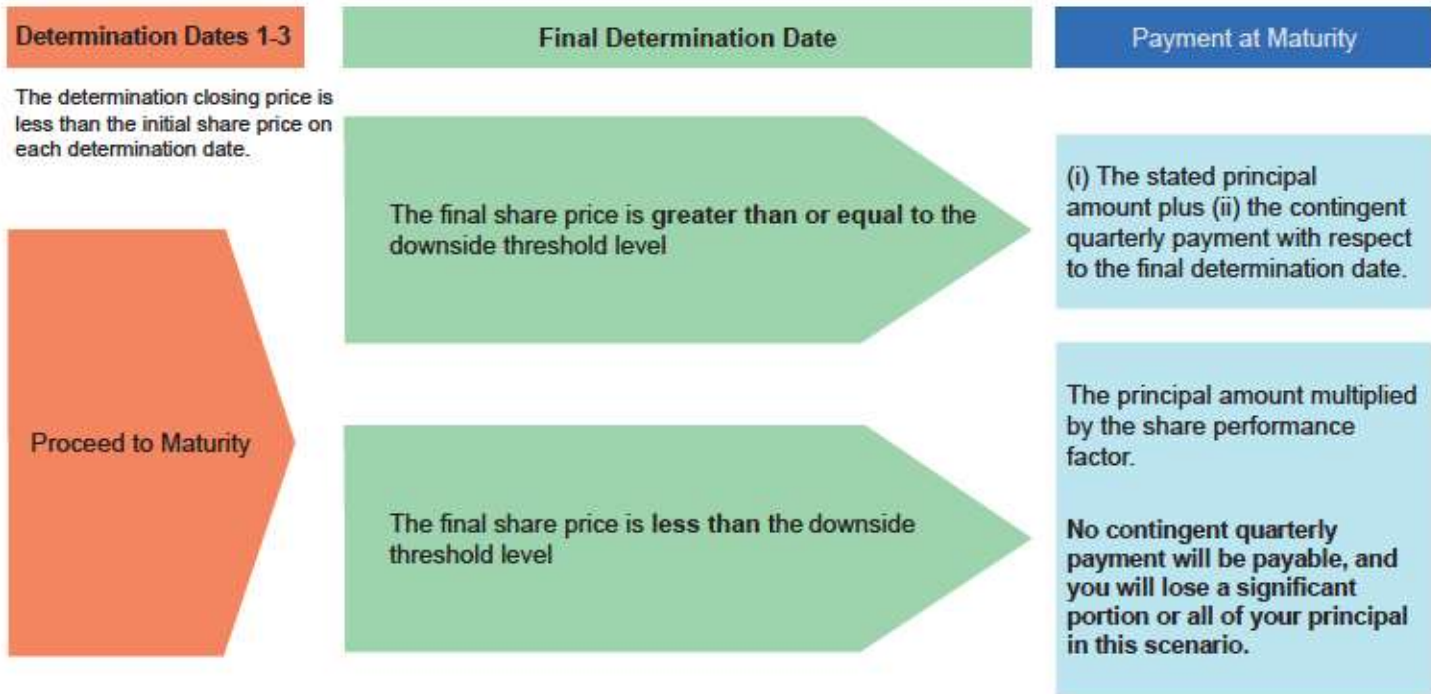 Determination Dates 1-3
Final Determination Date
Payment at Maturity
The determination closing price is
less than the initial share price on
each determination date.
Proceed to Maturity
The final share price is greater than or equal to the
downside threshold level
(i) The stated principal
amount plus (ii) the contingent
quarterly payment with respect
to the final determination date.
The final share price is less than the downside
threshold level
The principal amount multiplied
by the share performance
factor.
No contingent quarterly
payment will be payable, and
you will lose a significant
portion or all of your principal
in this scenario.